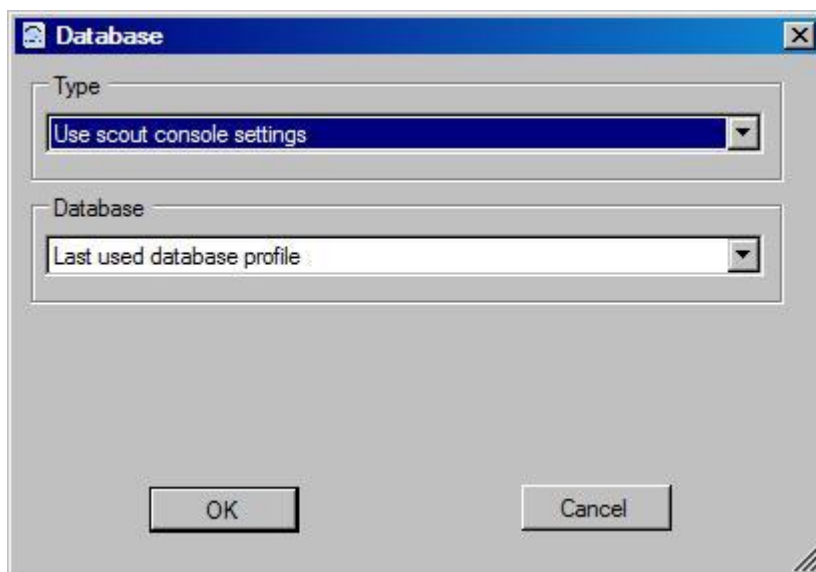 Database
Type
Use scout console settings
Database
Last used database profile
OK
Cancel